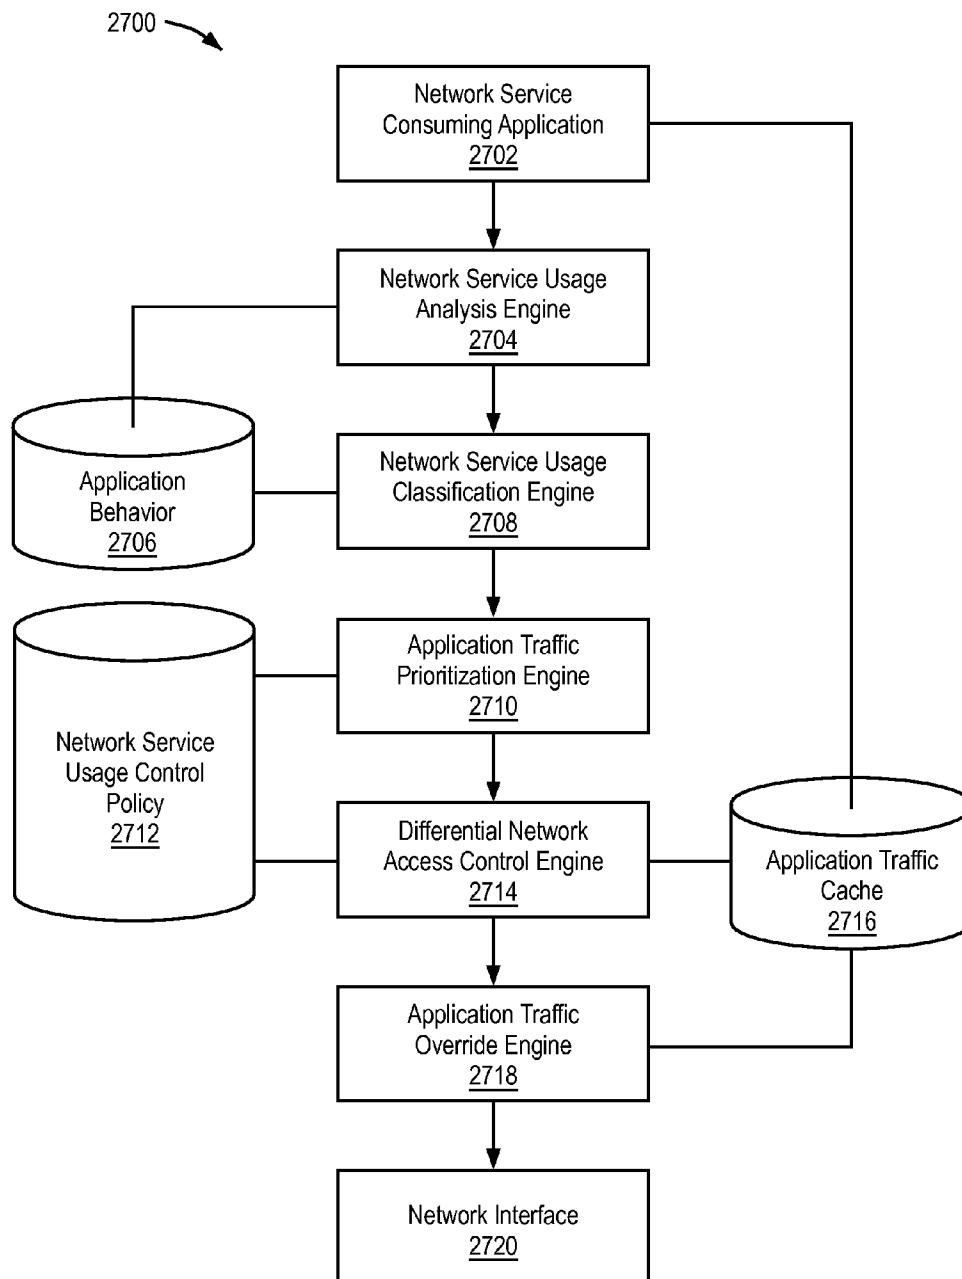 2700
Network Service
Consuming Application
2702
Network Service Usage
Analysis Engine
2704
Application
Behavior
2706
Network Service Usage
Classification Engine
2708
Application Traffic
Prioritization Engine
2710
Network Service
Usage Control
Policy
2712
Differential Network
Access Control Engine
2714
Application Traffic
Cache
2716
Application Traffic
Override Engine
2718
Network Interface
2720